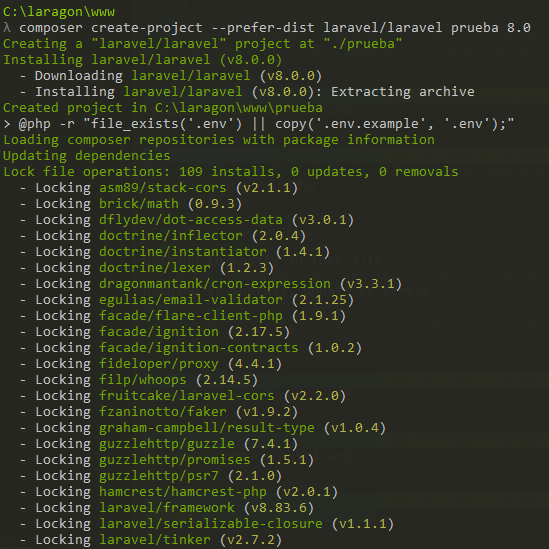 C:\laragon\www
λ composer create-project --prefer-dist laravel/laravel prueba 8.0
Creating a "laravel/laravel" project at "./prueba"
Installing laravel/laravel (v8.0.0)
  - Downloading laravel/laravel (v8.0.0)
  - Installing laravel/laravel (v8.0.0): Extracting archive
Created project in C:\laragon\www\prueba
> @php -r "file_exists('.env') || copy('.env.example', '.env');"
Loading composer repositories with package information
Updating dependencies
Lock file operations: 109 installs, 0 updates, 0 removals
  - Locking asm89/stack-cors (v2.1.1)
  - Locking brick/math (0.9.3)
  - Locking dflydev/dot-access-data (v3.0.1)
  - Locking doctrine/inflector (2.0.4)
  - Locking doctrine/instantiator (1.4.1)
  - Locking doctrine/lexer (1.2.3)
  - Locking dragonmantank/cron-expression (v3.3.1)
  - Locking egulias/email-validator (2.1.25)
  - Locking facade/flare-client-php (1.9.1)
  - Locking facade/ignition (2.17.5)
  - Locking facade/ignition-contracts (1.0.2)
  - Locking fideloper/proxy (4.4.1)
  - Locking filp/whoops (2.14.5)
  - Locking fruitcake/laravel-cors (v2.2.0)
  - Locking fzaninotto/faker (v1.9.2)
  - Locking graham-campbell/result-type (v1.0.4)
  - Locking guzzlehttp/guzzle (7.4.1)
  - Locking guzzlehttp/promises (1.5.1)
  - Locking guzzlehttp/psr7 (2.1.0)
  - Locking hamcrest/hamcrest-php (v2.0.1)
  - Locking laravel/framework (v8.83.6)
  - Locking laravel/serializable-closure (v1.1.1)
  - Locking laravel/tinker (v2.7.2)